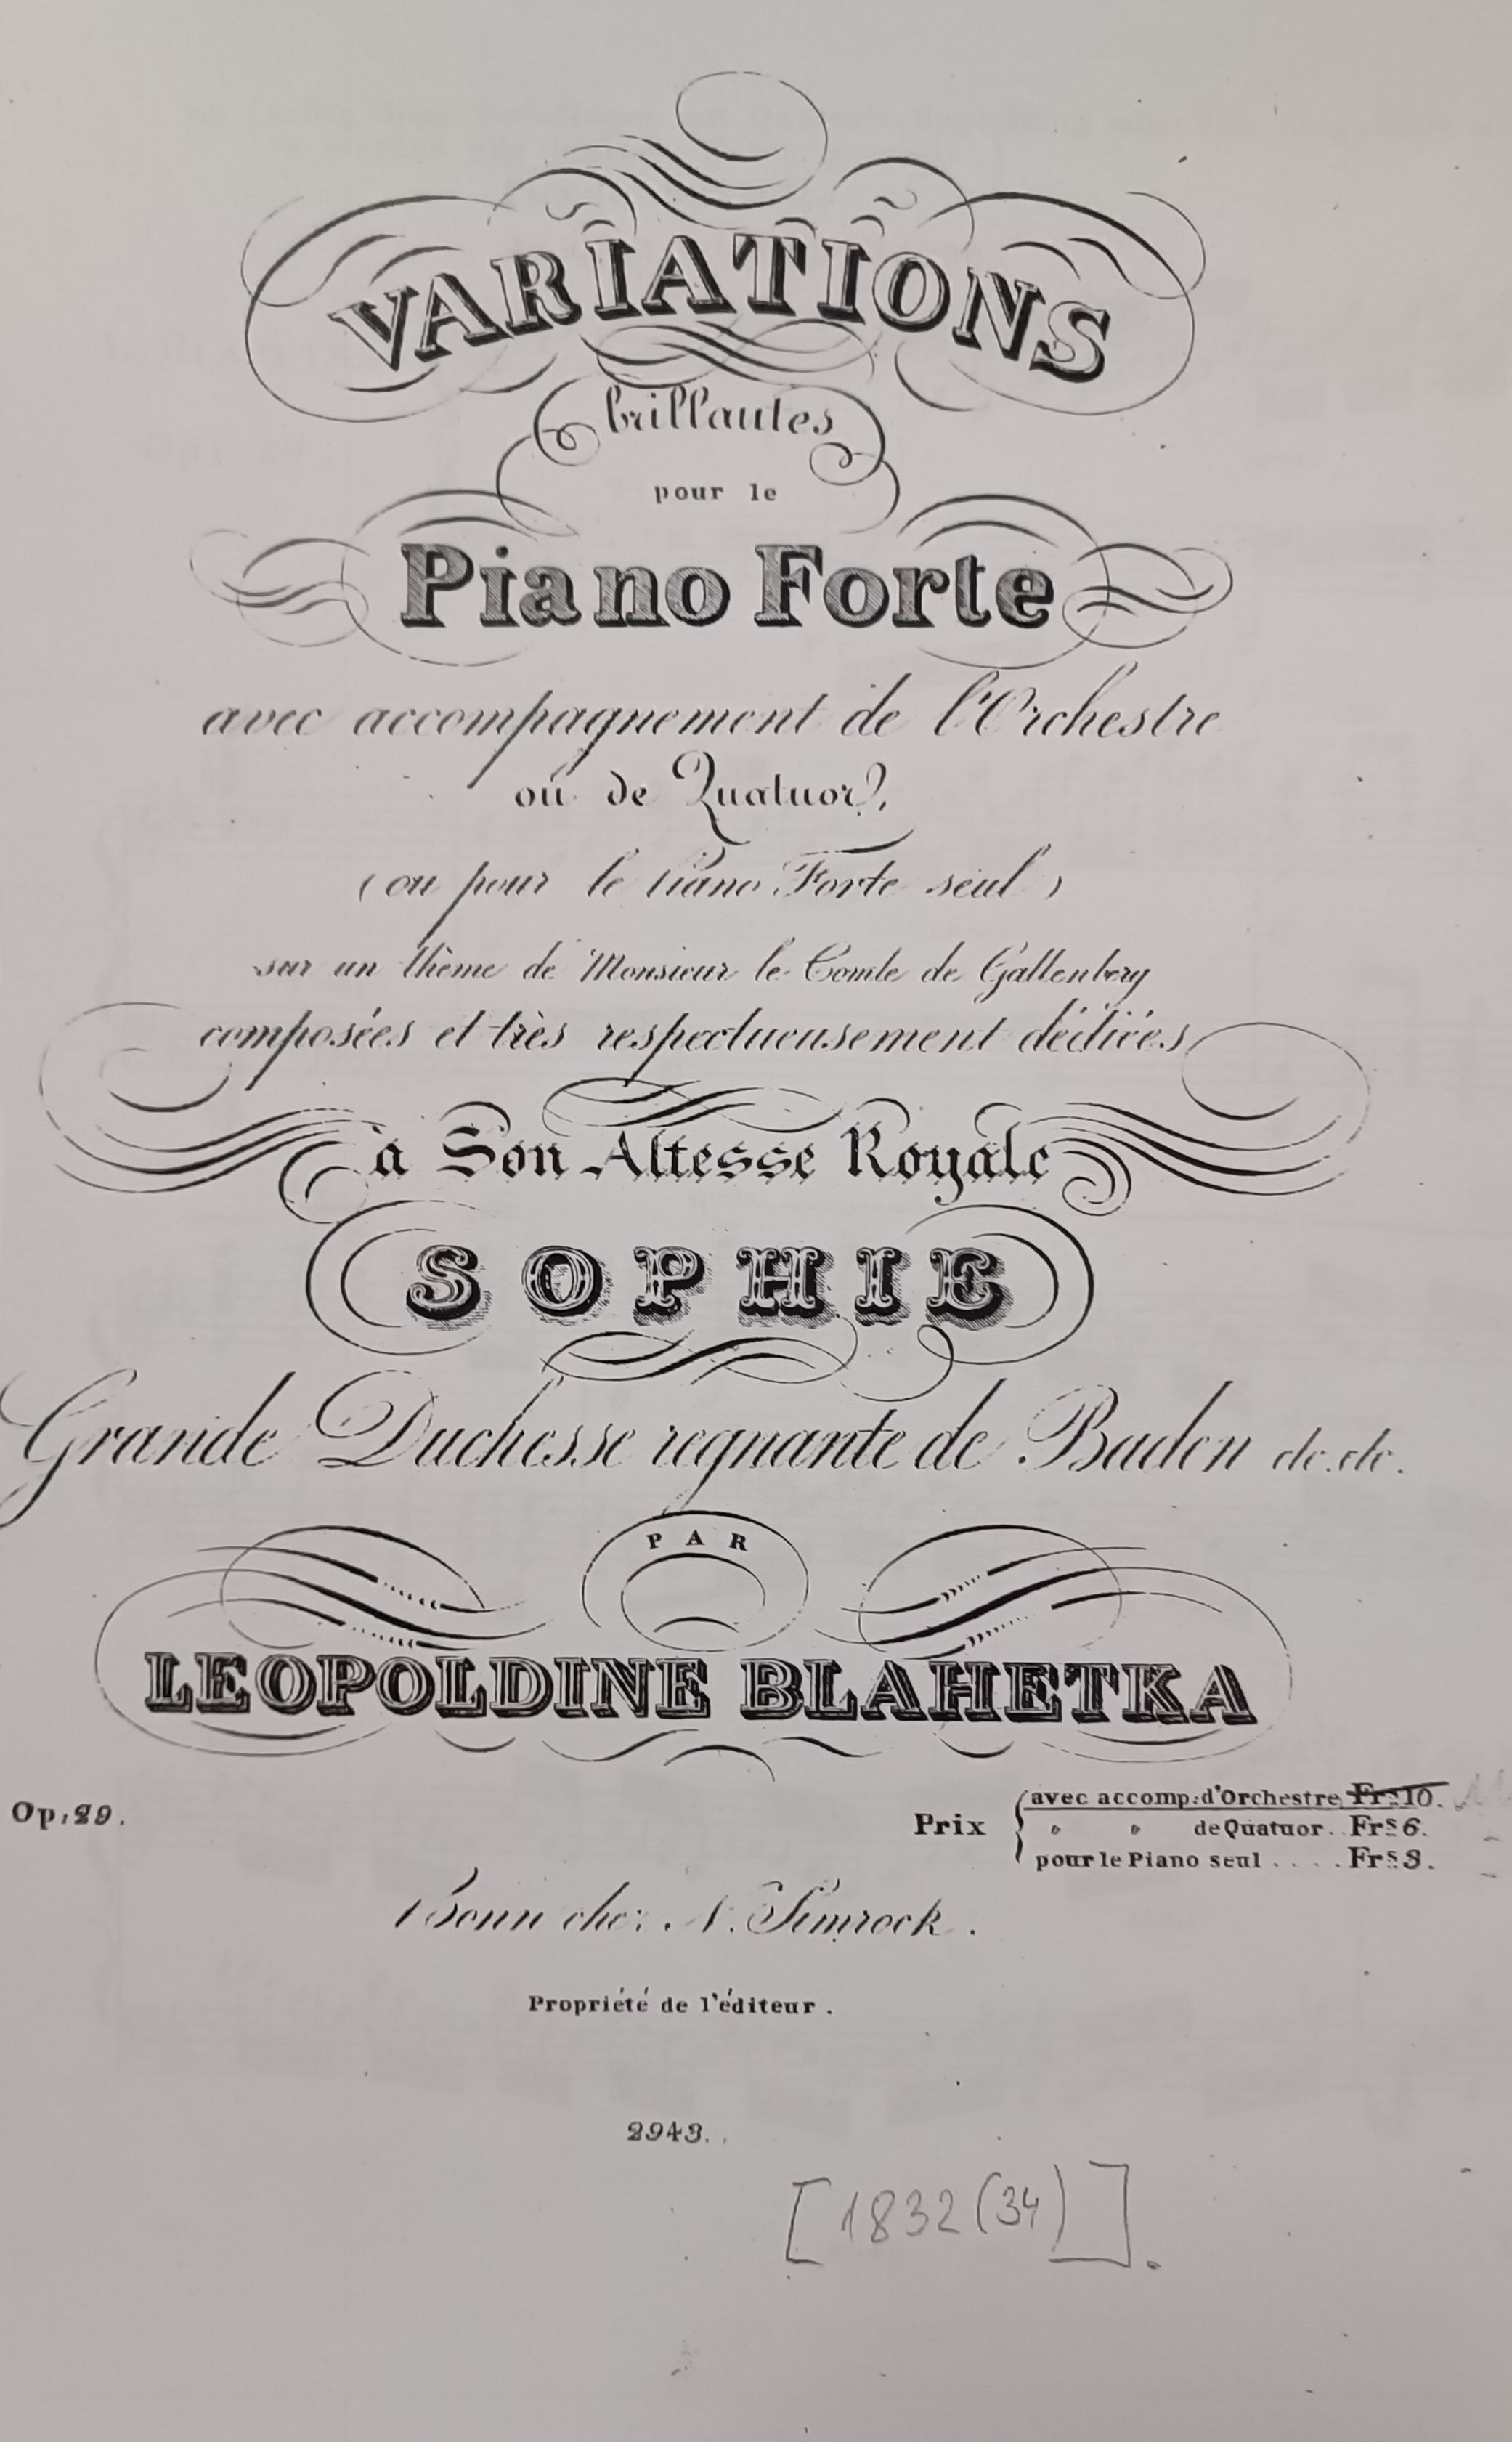 VARIATIONS
brillantes
pour le
Piano Forte
avec accompagnement de l'Orchestre
ou de Quatuor,
(ou pour le Piano Forte seul)
sur un thème de Monsieur le Comte de Gallenberg
composées et très respectueusement dédiées
à Son Altesse Royale
SOPHIE
Grande Duchesse regnante de Baden etc. etc.
PAR
LEOPOLDINE BLAHETKA
Op: 29.
Prix
avec accomp: d'Orchestre Frs 10.
" " de Quatuor.. Frs 6.
pour le Piano seul .... Frs 3.
Bonn chez N. Simrock.
Propriété de l'éditeur.
2943.
[1832 (34)].